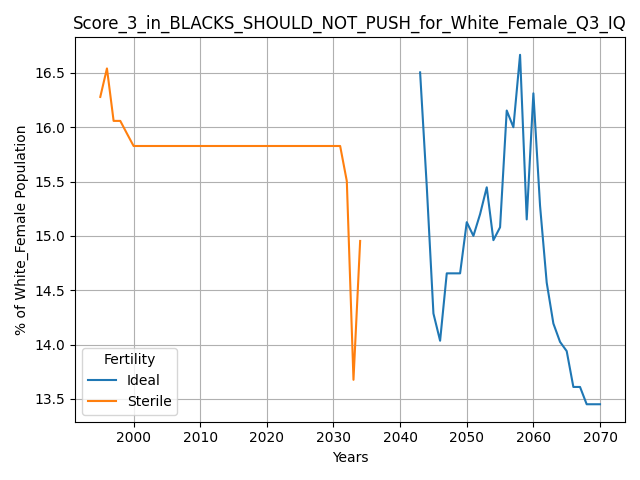 Score_3_in_BLACKS_SHOULD_NOT_PUSH_for_White_Female_Q3_IQ
% of White_Female Population
16.5
16.0
15.5
15.0
14.5
14.0
13.5
Fertility
Ideal
Sterile
2000 2010 2020 2030 2040 2050 2060 2070
Years